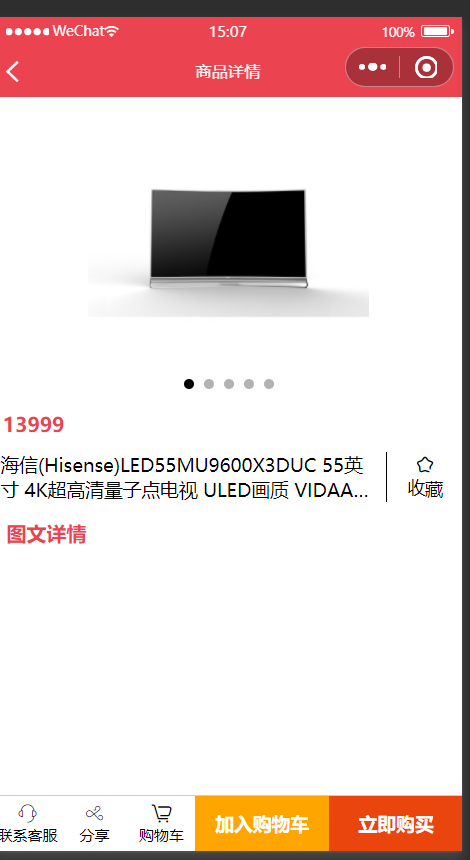 WeChat 15:07 100%
商品详情
13999
海信(Hisense)LED55MU9600X3DUC 55英
寸 4K超高清量子点电视 ULED画质 VIDAA...
收藏
图文详情
联系客服 分享 购物车 加入购物车 立即购买